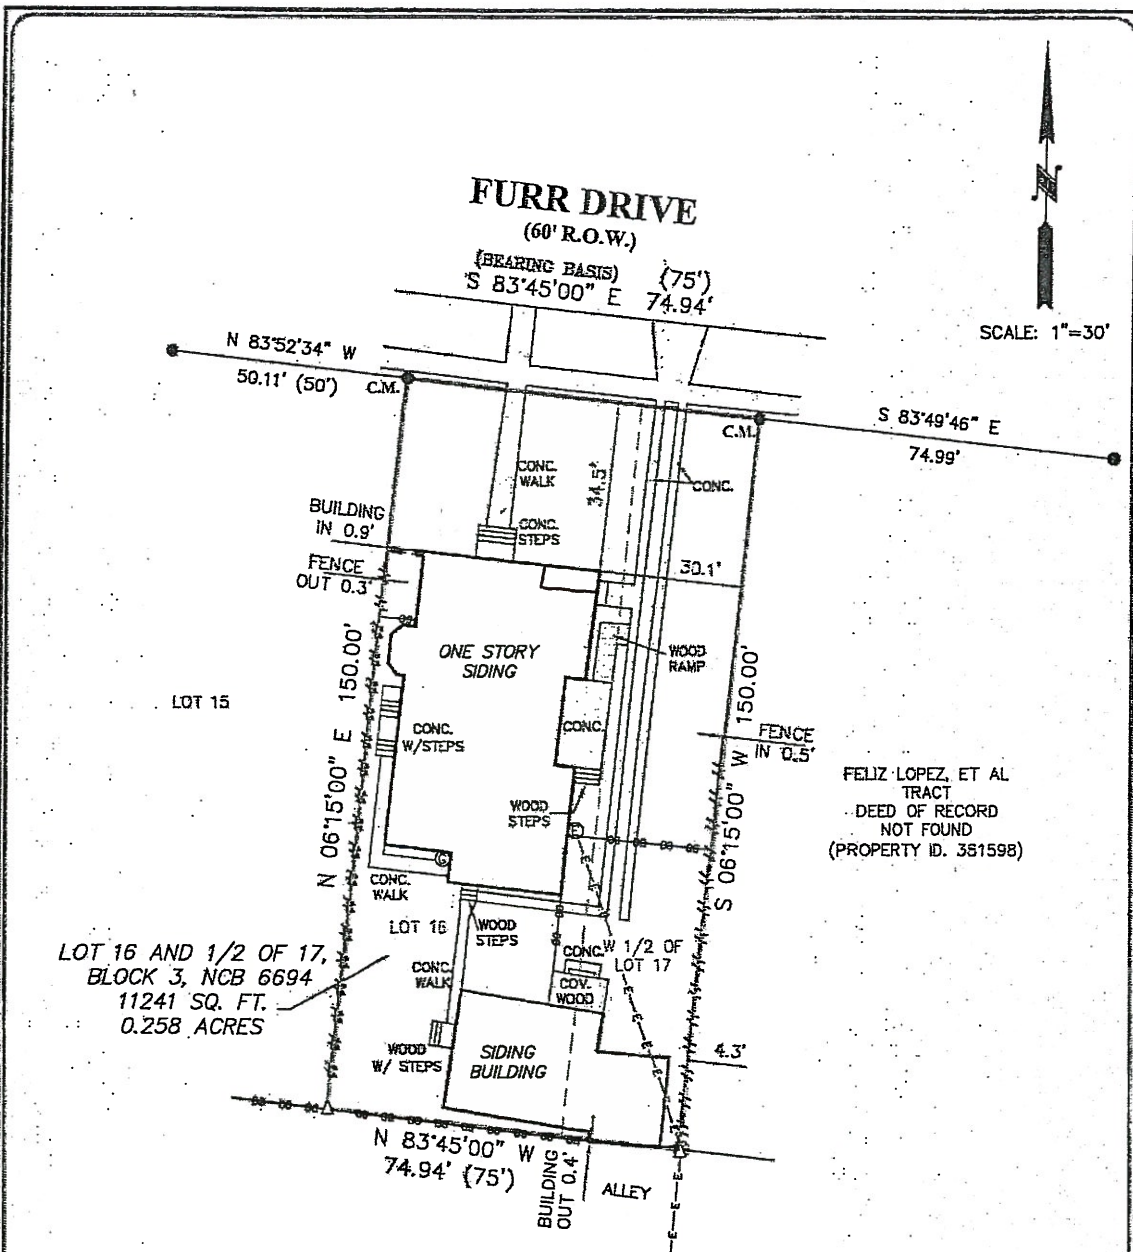 FURR DRIVE
(60' R.O.W.)
(BEARING BASIS) (75')
S 83°45'00" E 74.94'
SCALE: 1"=30'
N 83°52'34" W
50.11' (50')
C.M.
C.M.
S 83°49'46" E
74.99'
CONC.
WALK
34.5'
CONC.
BUILDING
IN 0.9'
CONC.
STEPS
FENCE
OUT 0.3'
30.1'
ONE STORY
SIDING
WOOD
RAMP
N 06°15'00" E 150.00'
S 06°15'00" W 150.00'
LOT 15
CONC.
W/STEPS
CONC.
FENCE
IN 0.5'
FELIZ LOPEZ, ET AL
TRACT
DEED OF RECORD
NOT FOUND
(PROPERTY ID. 351598)
WOOD
STEPS
E
G
CONC.
WALK
LOT 16
WOOD
STEPS
W 1/2 OF
LOT 17
CONC.
LOT 16 AND 1/2 OF 17,
BLOCK 3, NCB 6694
11241 SQ. FT.
0.258 ACRES
CONC.
WALK
COV.
WOOD
WOOD
W/ STEPS
SIDING
BUILDING
4.3'
N 83°45'00" W
74.94' (75')
BUILDING
OUT 0.4'
ALLEY